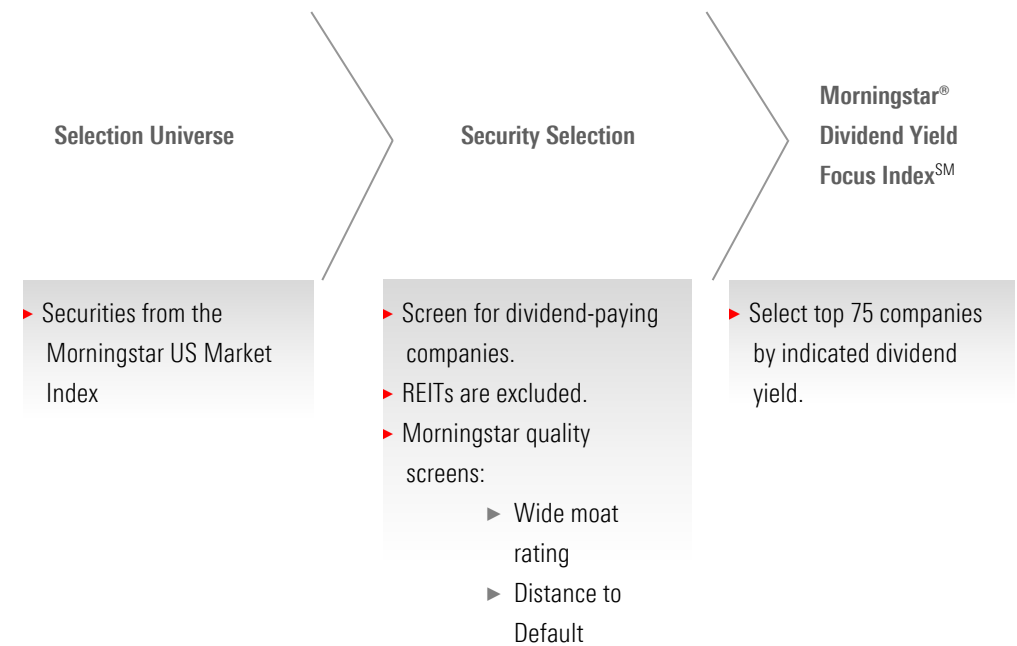 Selection Universe
Security Selection
Morningstar®
Dividend Yield
Focus Index℠
► Securities from the
Morningstar US Market
Index
► Screen for dividend-paying
companies.
► REITs are excluded.
► Morningstar quality
screens:
► Wide moat
rating
► Distance to
Default
► Select top 75 companies
by indicated dividend
yield.